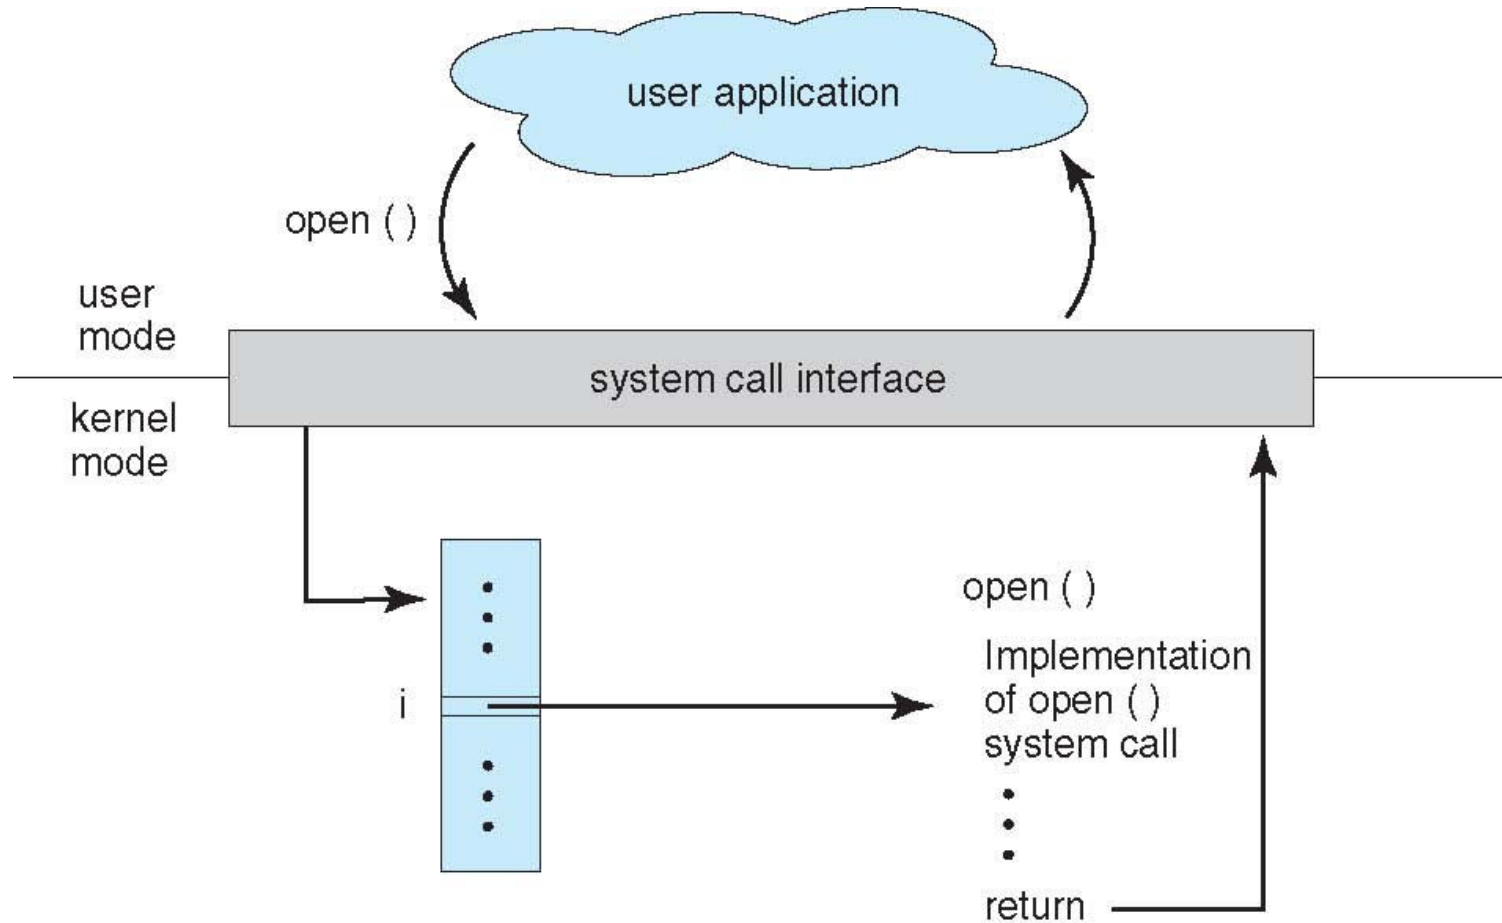 user application
open ( )
user
mode
system call interface
kernel
mode
open ( )
Implementation
i
of open ( )
system call
return